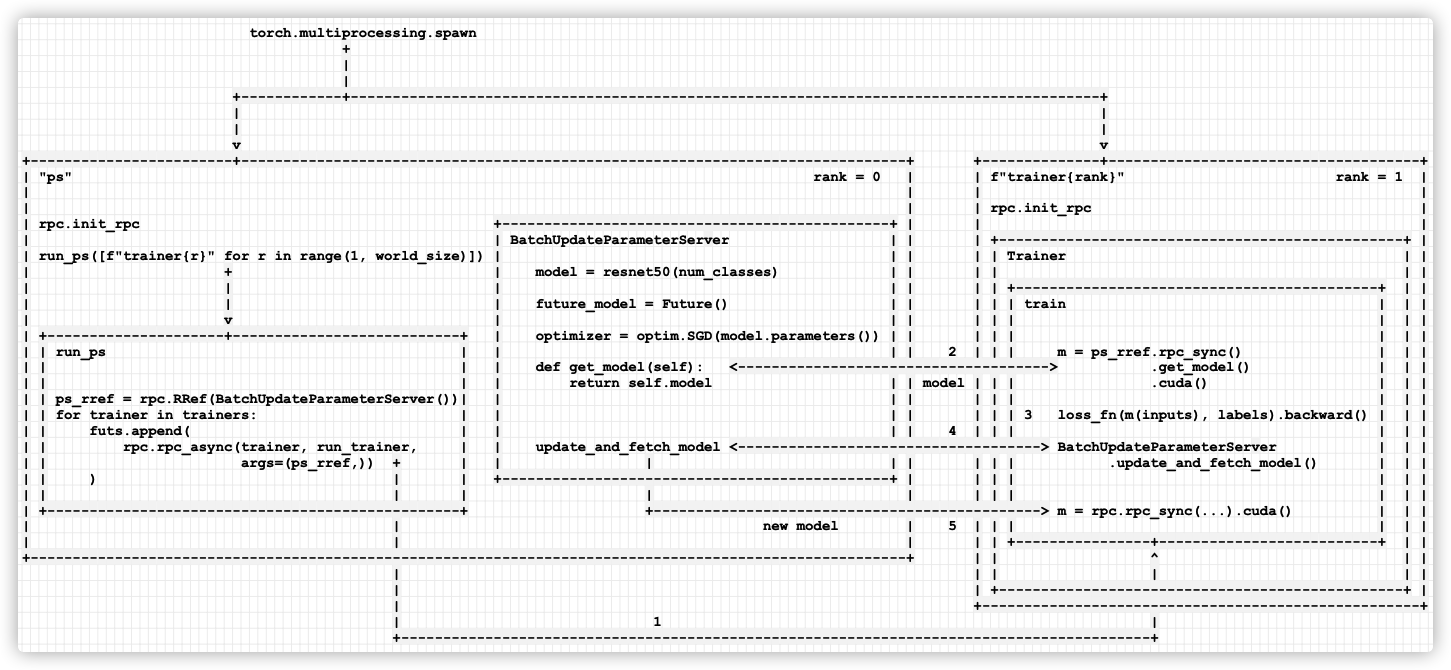 torch.multiprocessing.spawn
"ps"
rank = 0
rpc.init_rpc
run_ps([f"trainer{r}" for r in range(1, world_size)])
run_ps
ps_rref = rpc.RRef(BatchUpdateParameterServer())
for trainer in trainers:
futs.append(
rpc.rpc_async(trainer, run_trainer,
args=(ps_rref,))
)
BatchUpdateParameterServer
model = resnet50(num_classes)
future_model = Future()
optimizer = optim.SGD(model.parameters())
def get_model(self):
return self.model
update_and_fetch_model
new model
2
model
4
5
f"trainer{rank}"
rank = 1
rpc.init_rpc
Trainer
train
m = ps_rref.rpc_sync()
.get_model()
.cuda()
3 loss_fn(m(inputs), labels).backward()
BatchUpdateParameterServer
.update_and_fetch_model()
m = rpc.rpc_sync(...).cuda()
1